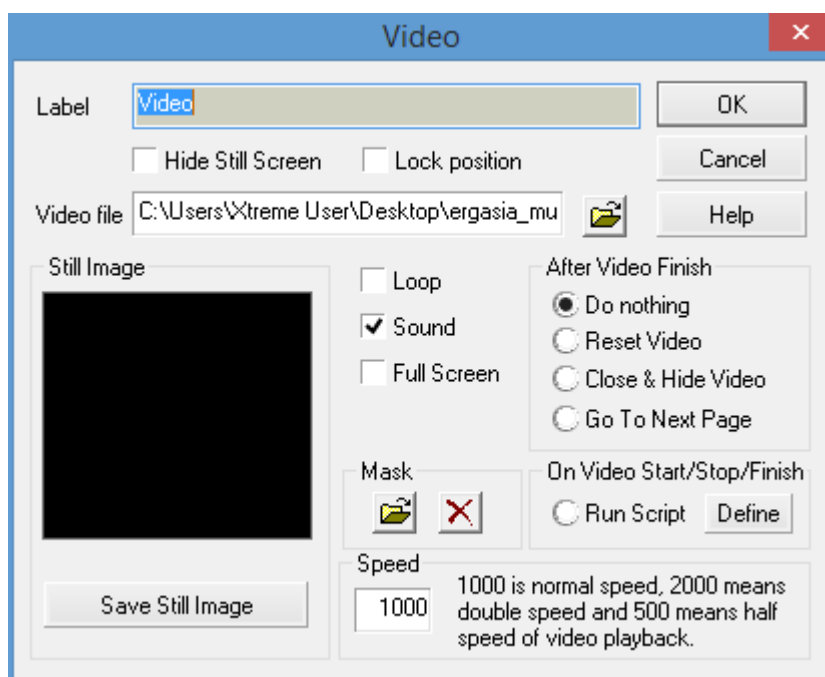 Video
Label Video OK
Hide Still Screen Lock position Cancel
Video file C:\Users\Xtreme User\Desktop\ergasia_mu Help
Still Image
Loop
Sound
Full Screen
After Video Finish
Do nothing
Reset Video
Close & Hide Video
Go To Next Page
Mask
On Video Start/Stop/Finish
Run Script Define
Save Still Image
Speed
1000
1000 is normal speed, 2000 means
double speed and 500 means half
speed of video playback.